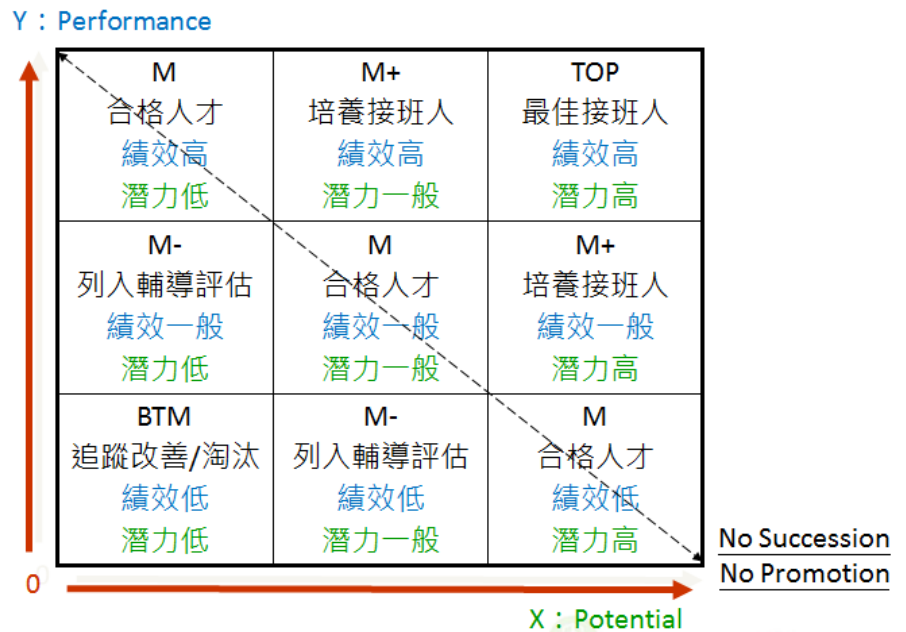 Y：Performance
M
合格人才
績效高
潛力低
M+
培養接班人
績效高
潛力一般
TOP
最佳接班人
績效高
潛力高
M-
列入輔導評估
績效一般
潛力低
M
合格人才
績效一般
潛力一般
M+
培養接班人
績效一般
潛力高
BTM
追蹤改善/淘汰
績效低
潛力低
M-
列入輔導評估
績效低
潛力一般
M
合格人才
績效低
潛力高
No Succession
No Promotion
0
X：Potential